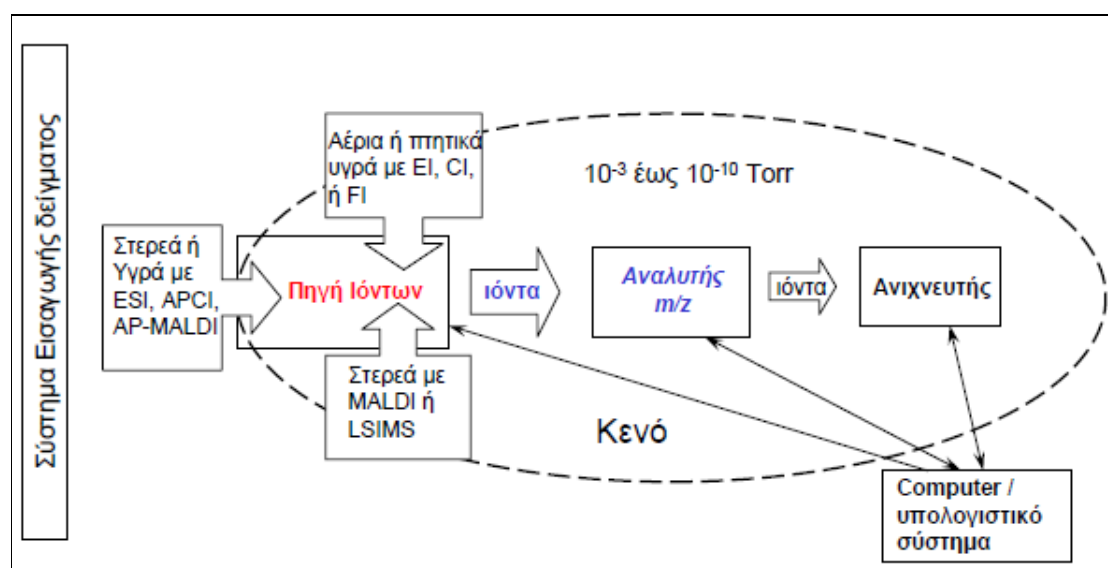 Σύστημα Εισαγωγής δείγματος
Αέρια ή πτητικά
υγρά με EI, CI,
ή FI
10-3 έως 10-10 Torr
Στερεά ή
Υγρά με
ESI, APCI,
AP-MALDI
Πηγή Ιόντων
ιόντα
Αναλυτής
m/z
ιόντα
Ανιχνευτής
Στερεά με
MALDI ή
LSIMS
Κενό
Computer /
υπολογιστικό
σύστημα